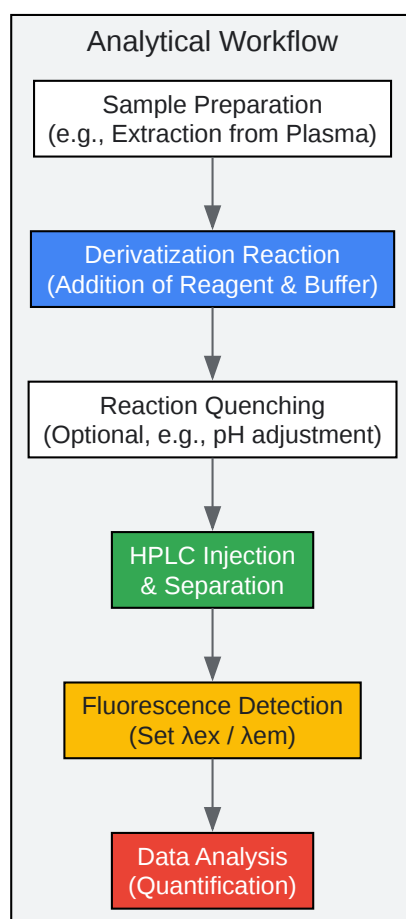 Analytical Workflow
Sample Preparation
(e.g., Extraction from Plasma)
Derivatization Reaction
(Addition of Reagent & Buffer)
Reaction Quenching
(Optional, e.g., pH adjustment)
HPLC Injection
& Separation
Fluorescence Detection
(Set λex / λem)
Data Analysis
(Quantification)